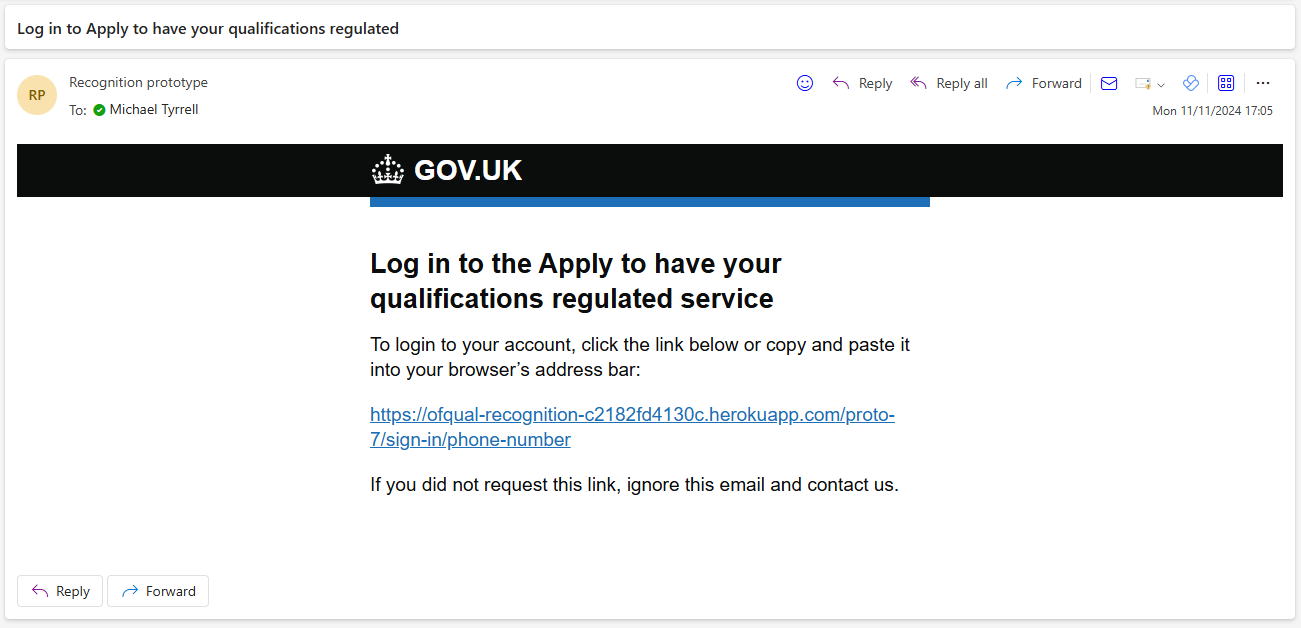 Log in to Apply to have your qualifications regulated
RP
Recognition prototype
To: Michael Tyrrell
Reply
Reply all
Forward
Mon 11/11/2024 17:05
GOV.UK
Log in to the Apply to have your
qualifications regulated service
To login to your account, click the link below or copy and paste it
into your browser’s address bar:
https://ofqual-recognition-c2182fd4130c.herokuapp.com/proto-
7/sign-in/phone-number
If you did not request this link, ignore this email and contact us.
Reply
Forward